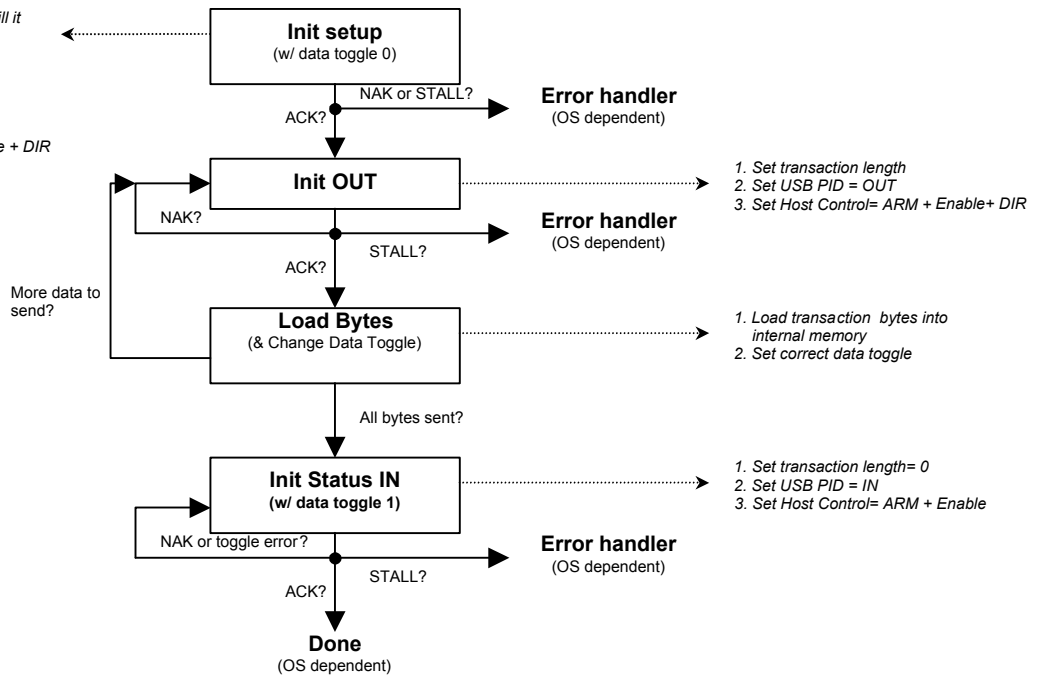 ill it
Init setup
(w/ data toggle 0)
NAK or STALL?
Error handler
(OS dependent)
ACK?
e + DIR
Init OUT
1. Set transaction length
2. Set USB PID = OUT
3. Set Host Control= ARM + Enable+ DIR
NAK?
STALL?
Error handler
(OS dependent)
ACK?
More data to
send?
Load Bytes
(& Change Data Toggle)
1. Load transaction bytes into
internal memory
2. Set correct data toggle
All bytes sent?
Init Status IN
(w/ data toggle 1)
1. Set transaction length= 0
2. Set USB PID = IN
3. Set Host Control= ARM + Enable
NAK or toggle error?
STALL?
Error handler
(OS dependent)
ACK?
Done
(OS dependent)